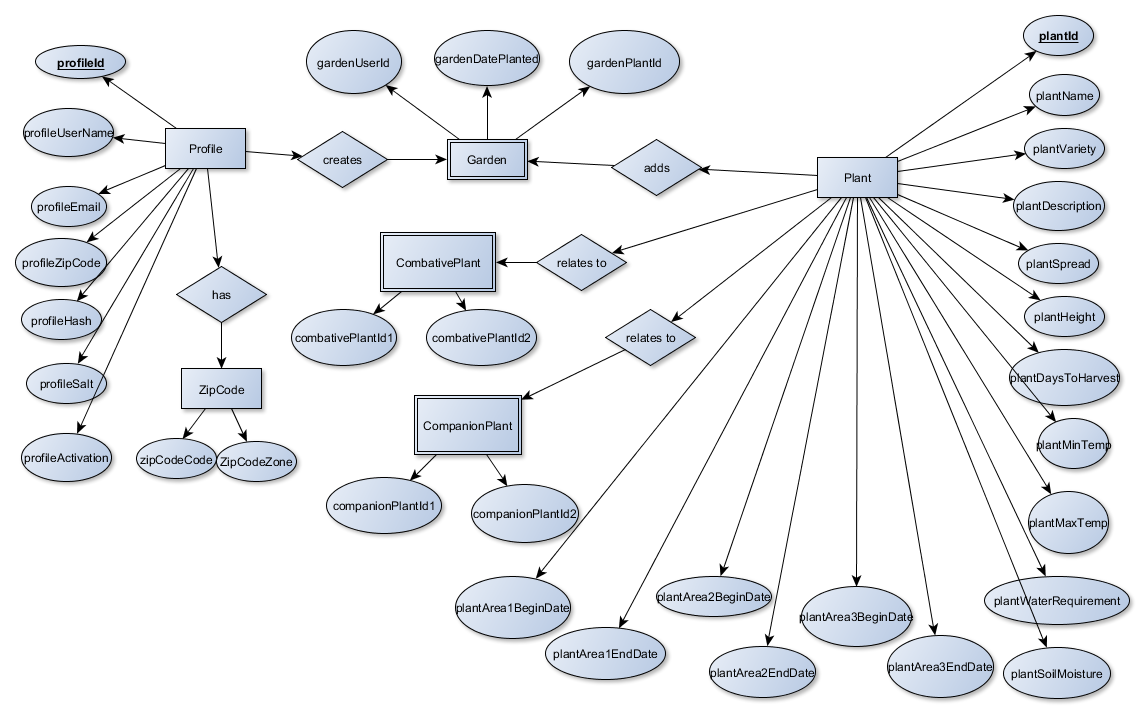 plantId
profileId
gardenUserId
gardenDatePlanted
gardenPlantId
plantName
profileUserName
Profile
creates
Garden
adds
Plant
plantVariety
profileEmail
plantDescription
profileZipCode
CombativePlant
relates to
plantSpread
has
profileHash
combativePlantId1
combativePlantId2
relates to
plantHeight
profileSalt
ZipCode
plantDaysToHarvest
CompanionPlant
plantMinTemp
profileActivation
zipCodeCode
ZipCodeZone
companionPlantId1
companionPlantId2
plantMaxTemp
plantArea1BeginDate
plantArea2BeginDate
plantArea3BeginDate
plantWaterRequirement
plantArea1EndDate
plantArea2EndDate
plantArea3EndDate
plantSoilMoisture